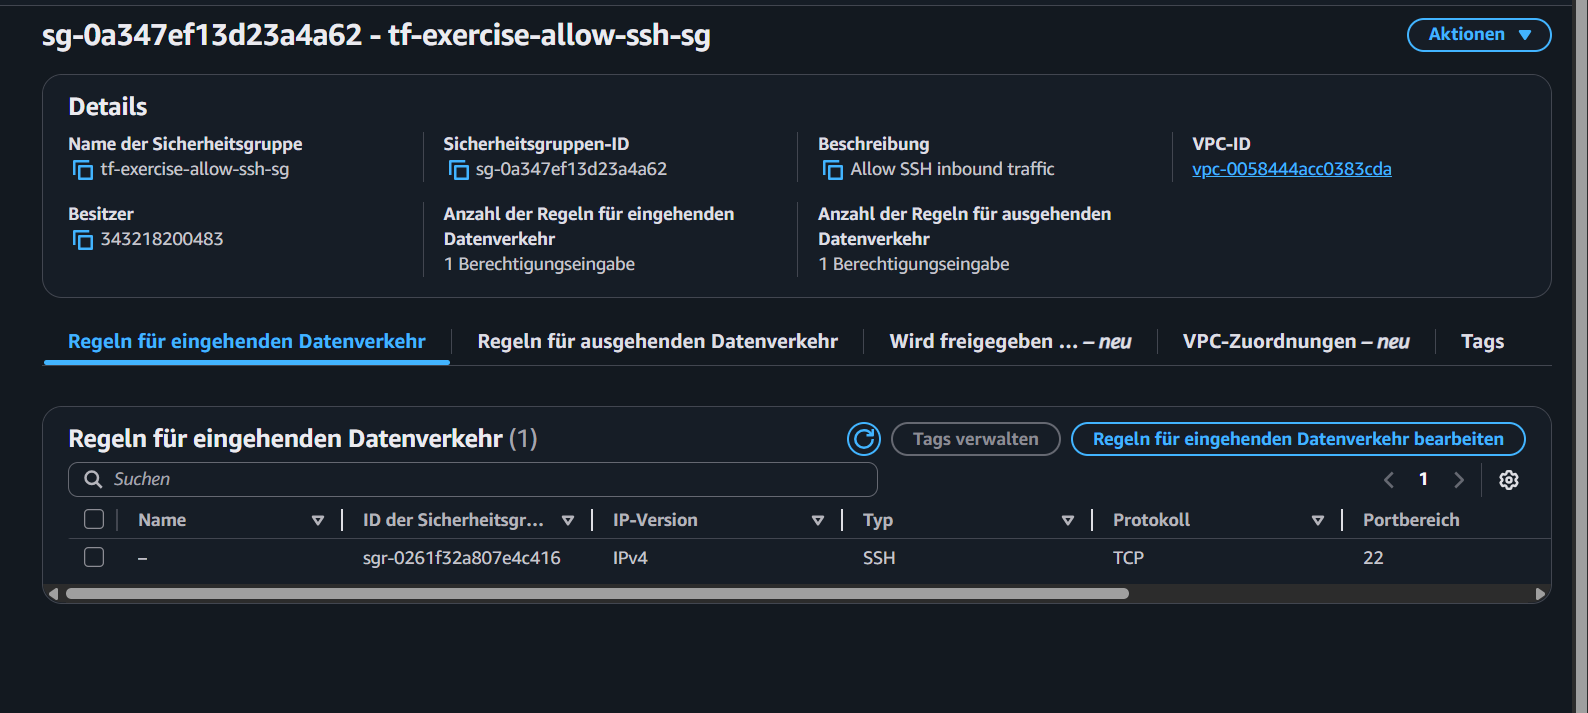 sg-0a347ef13d23a4a62 - tf-exercise-allow-ssh-sg
Aktionen
Details
Name der Sicherheitsgruppe
tf-exercise-allow-ssh-sg
Sicherheitsgruppen-ID
sg-0a347ef13d23a4a62
Beschreibung
Allow SSH inbound traffic
VPC-ID
vpc-0058444acc0383cda
Besitzer
343218200483
Anzahl der Regeln für eingehenden
Datenverkehr
1 Berechtigungseingabe
Anzahl der Regeln für ausgehenden
Datenverkehr
1 Berechtigungseingabe
Regeln für eingehenden Datenverkehr
Regeln für ausgehenden Datenverkehr
Wird freigegeben ... – neu
VPC-Zuordnungen – neu
Tags
Regeln für eingehenden Datenverkehr (1)
Tags verwalten
Regeln für eingehenden Datenverkehr bearbeiten
Suchen
1
Name
ID der Sicherheitsgr...
IP-Version
Typ
Protokoll
Portbereich
–
sgr-0261f32a807e4c416
IPv4
SSH
TCP
22